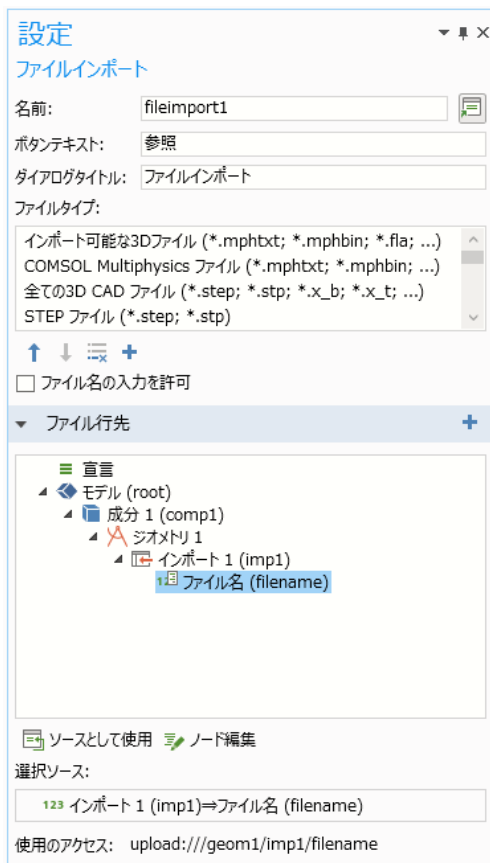 設定
ファイルインポート
名前: fileimport1
ボタンテキスト: 参照
ダイアログタイトル: ファイルインポート
ファイルタイプ:
インポート可能な3Dファイル (*.mphtxt; *.mphbin; *.fla; ...)
COMSOL Multiphysics ファイル (*.mphtxt; *.mphbin; ...)
全ての3D CAD ファイル (*.step; *.stp; *.x_b; *.x_t; ...)
STEP ファイル (*.step; *.stp)
ファイル名の入力を許可
ファイル行先
宣言
モデル (root)
成分 1 (comp1)
ジオメトリ 1
インポート 1 (imp1)
ファイル名 (filename)
ソースとして使用 ノード編集
選択ソース:
123 インポート 1 (imp1)⇒ファイル名 (filename)
使用のアクセス: upload:///geom1/imp1/filename